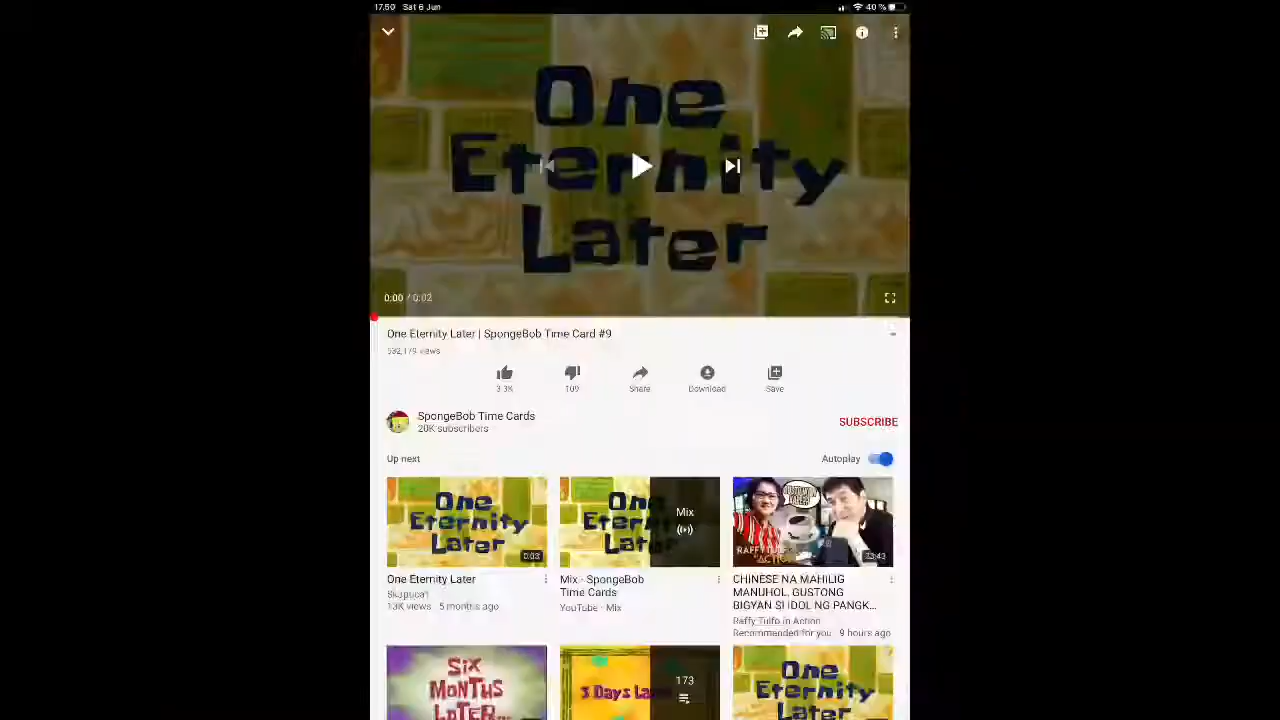 17.50 Sat 6 Jun
40 %
One
Eternity
Later
0:00 / 0:02
One Eternity Later | SpongeBob Time Card #9
532,179 views
3.3K
109
Share
Download
Save
SpongeBob Time Cards
20K subscribers
SUBSCRIBE
Up next
Autoplay
One
Eternity
Later
0:03
One Eternity Later
13K views · 5 months ago
One
Mix
Mix - SpongeBob
Time Cards
YouTube · Mix
23:43
CHINESE NA MAHILIG
MANUHOL, GUSTONG
BIGYAN SI IDOL NG PANGK...
Raffy Tulfo in Action
Recommended for you · 9 hours ago
SIX
MONTHS
LATER...
3 Days La
173
One
Eternity
Later